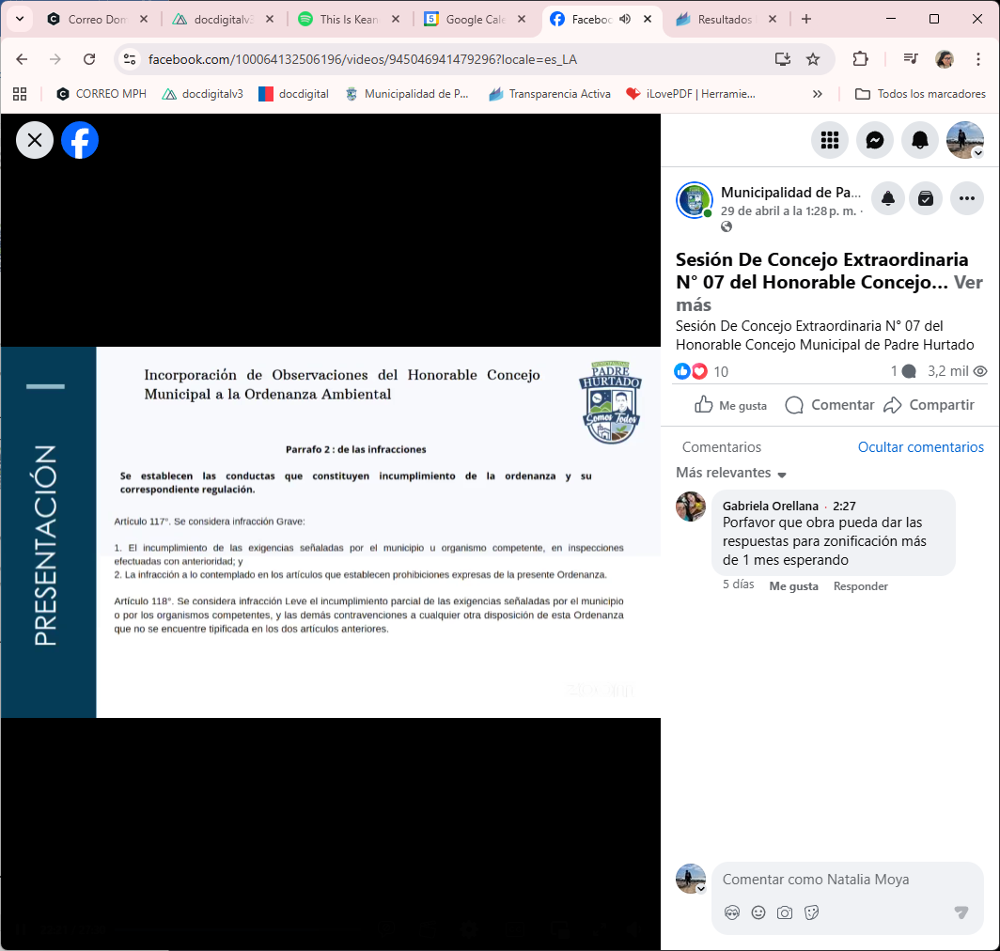 Correo Dom
docdigitalv3
This Is Kean
Google Cale
Faceboo
Resultados
facebook.com/100064132506196/videos/945046941479296?locale=es_LA
CORREO MPH
docdigitalv3
docdigital
Municipalidad de P...
Transparencia Activa
iLovePDF | Herramie...
Todos los marcadores
PRESENTACIÓN
Incorporación de Observaciones del Honorable Concejo
Municipal a la Ordenanza Ambiental
MUNICIPALIDAD
PADRE
HURTADO
Somos Todos
Parrafo 2 : de las infracciones
Se establecen las conductas que constituyen incumplimiento de la ordenanza y su
correspondiente regulación.
Artículo 117°. Se considera infracción Grave:
1. El incumplimiento de las exigencias señaladas por el municipio u organismo competente, en inspecciones
efectuadas con anterioridad; y
2. La infracción a lo contemplado en los artículos que establecen prohibiciones expresas de la presente Ordenanza.
Artículo 118°. Se considera infracción Leve el incumplimiento parcial de las exigencias señaladas por el municipio
o por los organismos competentes, y las demás contravenciones a cualquier otra disposición de esta Ordenanza
que no se encuentre tipificada en los dos artículos anteriores.
Municipalidad de Pa...
29 de abril a la 1:28 p. m. ·
Sesión De Concejo Extraordinaria
N° 07 del Honorable Concejo... Ver
más
Sesión De Concejo Extraordinaria N° 07 del
Honorable Concejo Municipal de Padre Hurtado
10
1
3,2 mil
Me gusta
Comentar
Compartir
Comentarios
Ocultar comentarios
Más relevantes
Gabriela Orellana · 2:27
Porfavor que obra pueda dar las
respuestas para zonificación más
de 1 mes esperando
5 días
Me gusta
Responder
Comentar como Natalia Moya